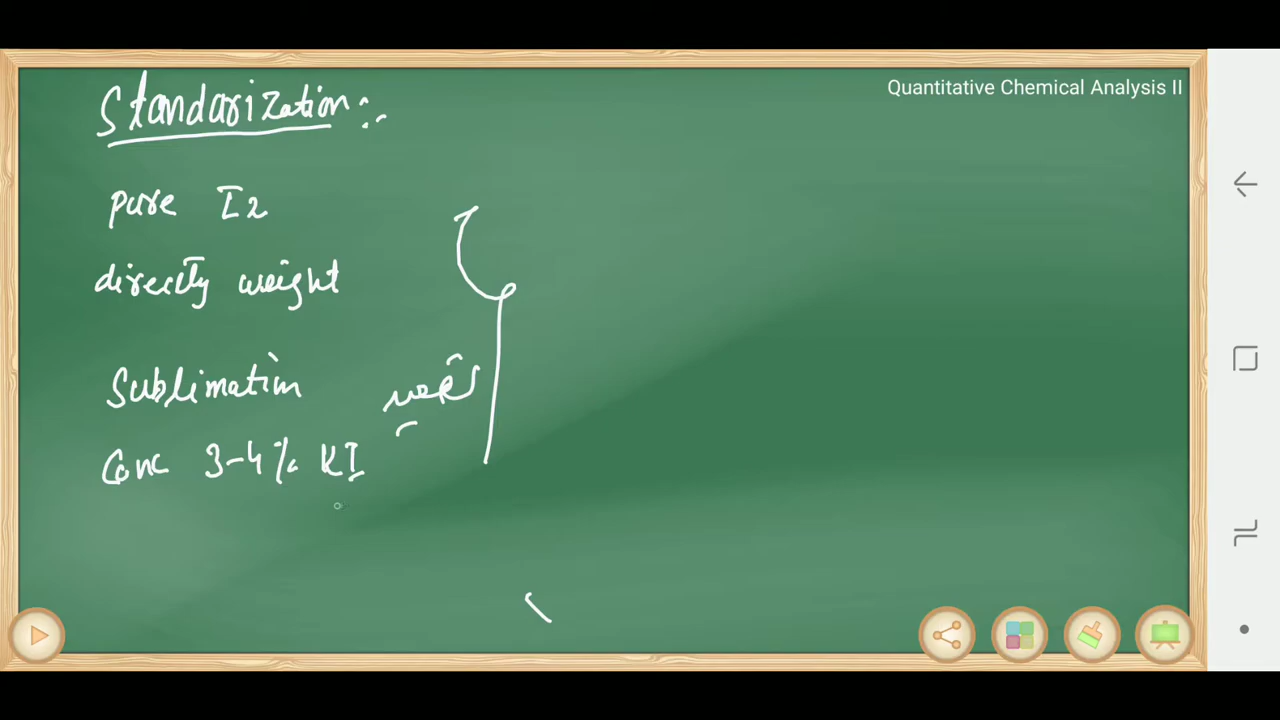 Quantitative Chemical Analysis II
Standarization :-
pure I2
directly weight
Sublimation
Conc 3-4% KI